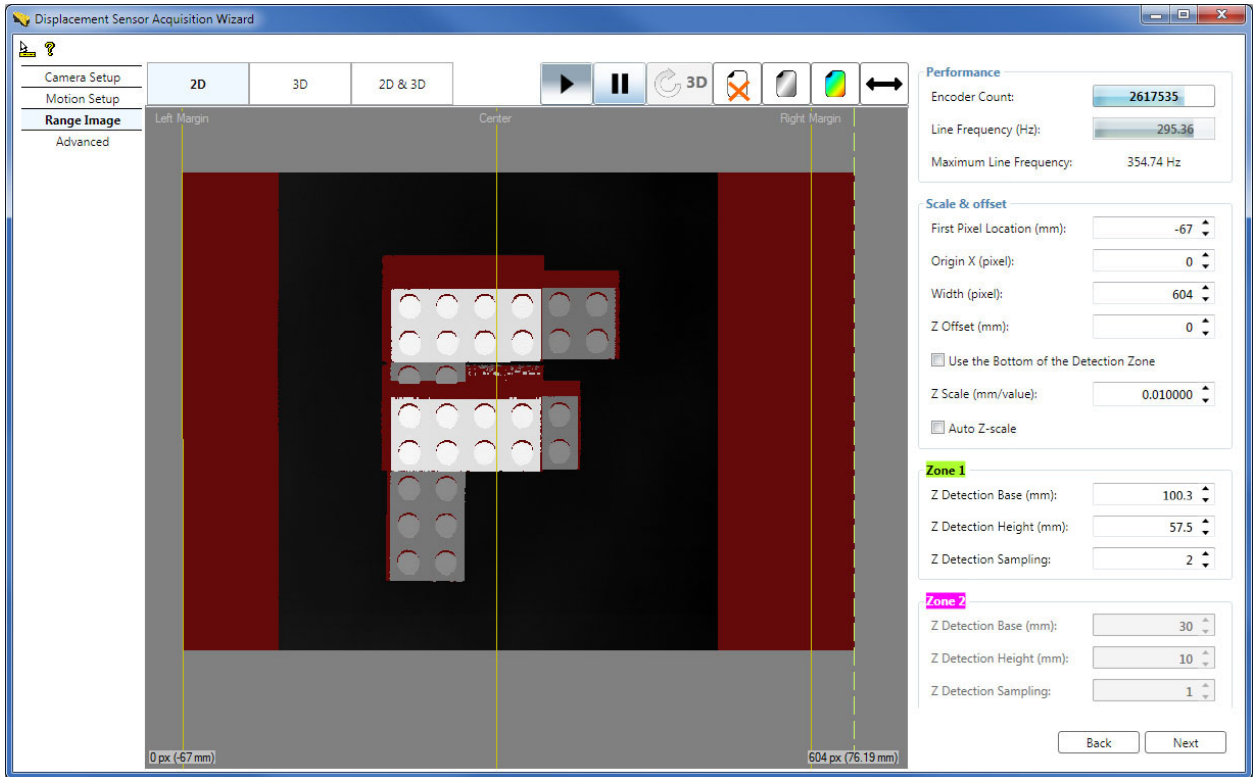 Displacement Sensor Acquisition Wizard
?
Camera Setup
Motion Setup
Range Image
Advanced
2D
3D
2D & 3D
3D
Left Margin
Center
Right Margin
0 px (-67 mm)
604 px (76.19 mm)
Performance
Encoder Count: 2617535
Line Frequency (Hz): 295.36
Maximum Line Frequency: 354.74 Hz
Scale & offset
First Pixel Location (mm): -67
Origin X (pixel): 0
Width (pixel): 604
Z Offset (mm): 0
Use the Bottom of the Detection Zone
Z Scale (mm/value): 0.010000
Auto Z-scale
Zone 1
Z Detection Base (mm): 100.3
Z Detection Height (mm): 57.5
Z Detection Sampling: 2
Zone 2
Z Detection Base (mm): 30
Z Detection Height (mm): 10
Z Detection Sampling: 1
Back
Next